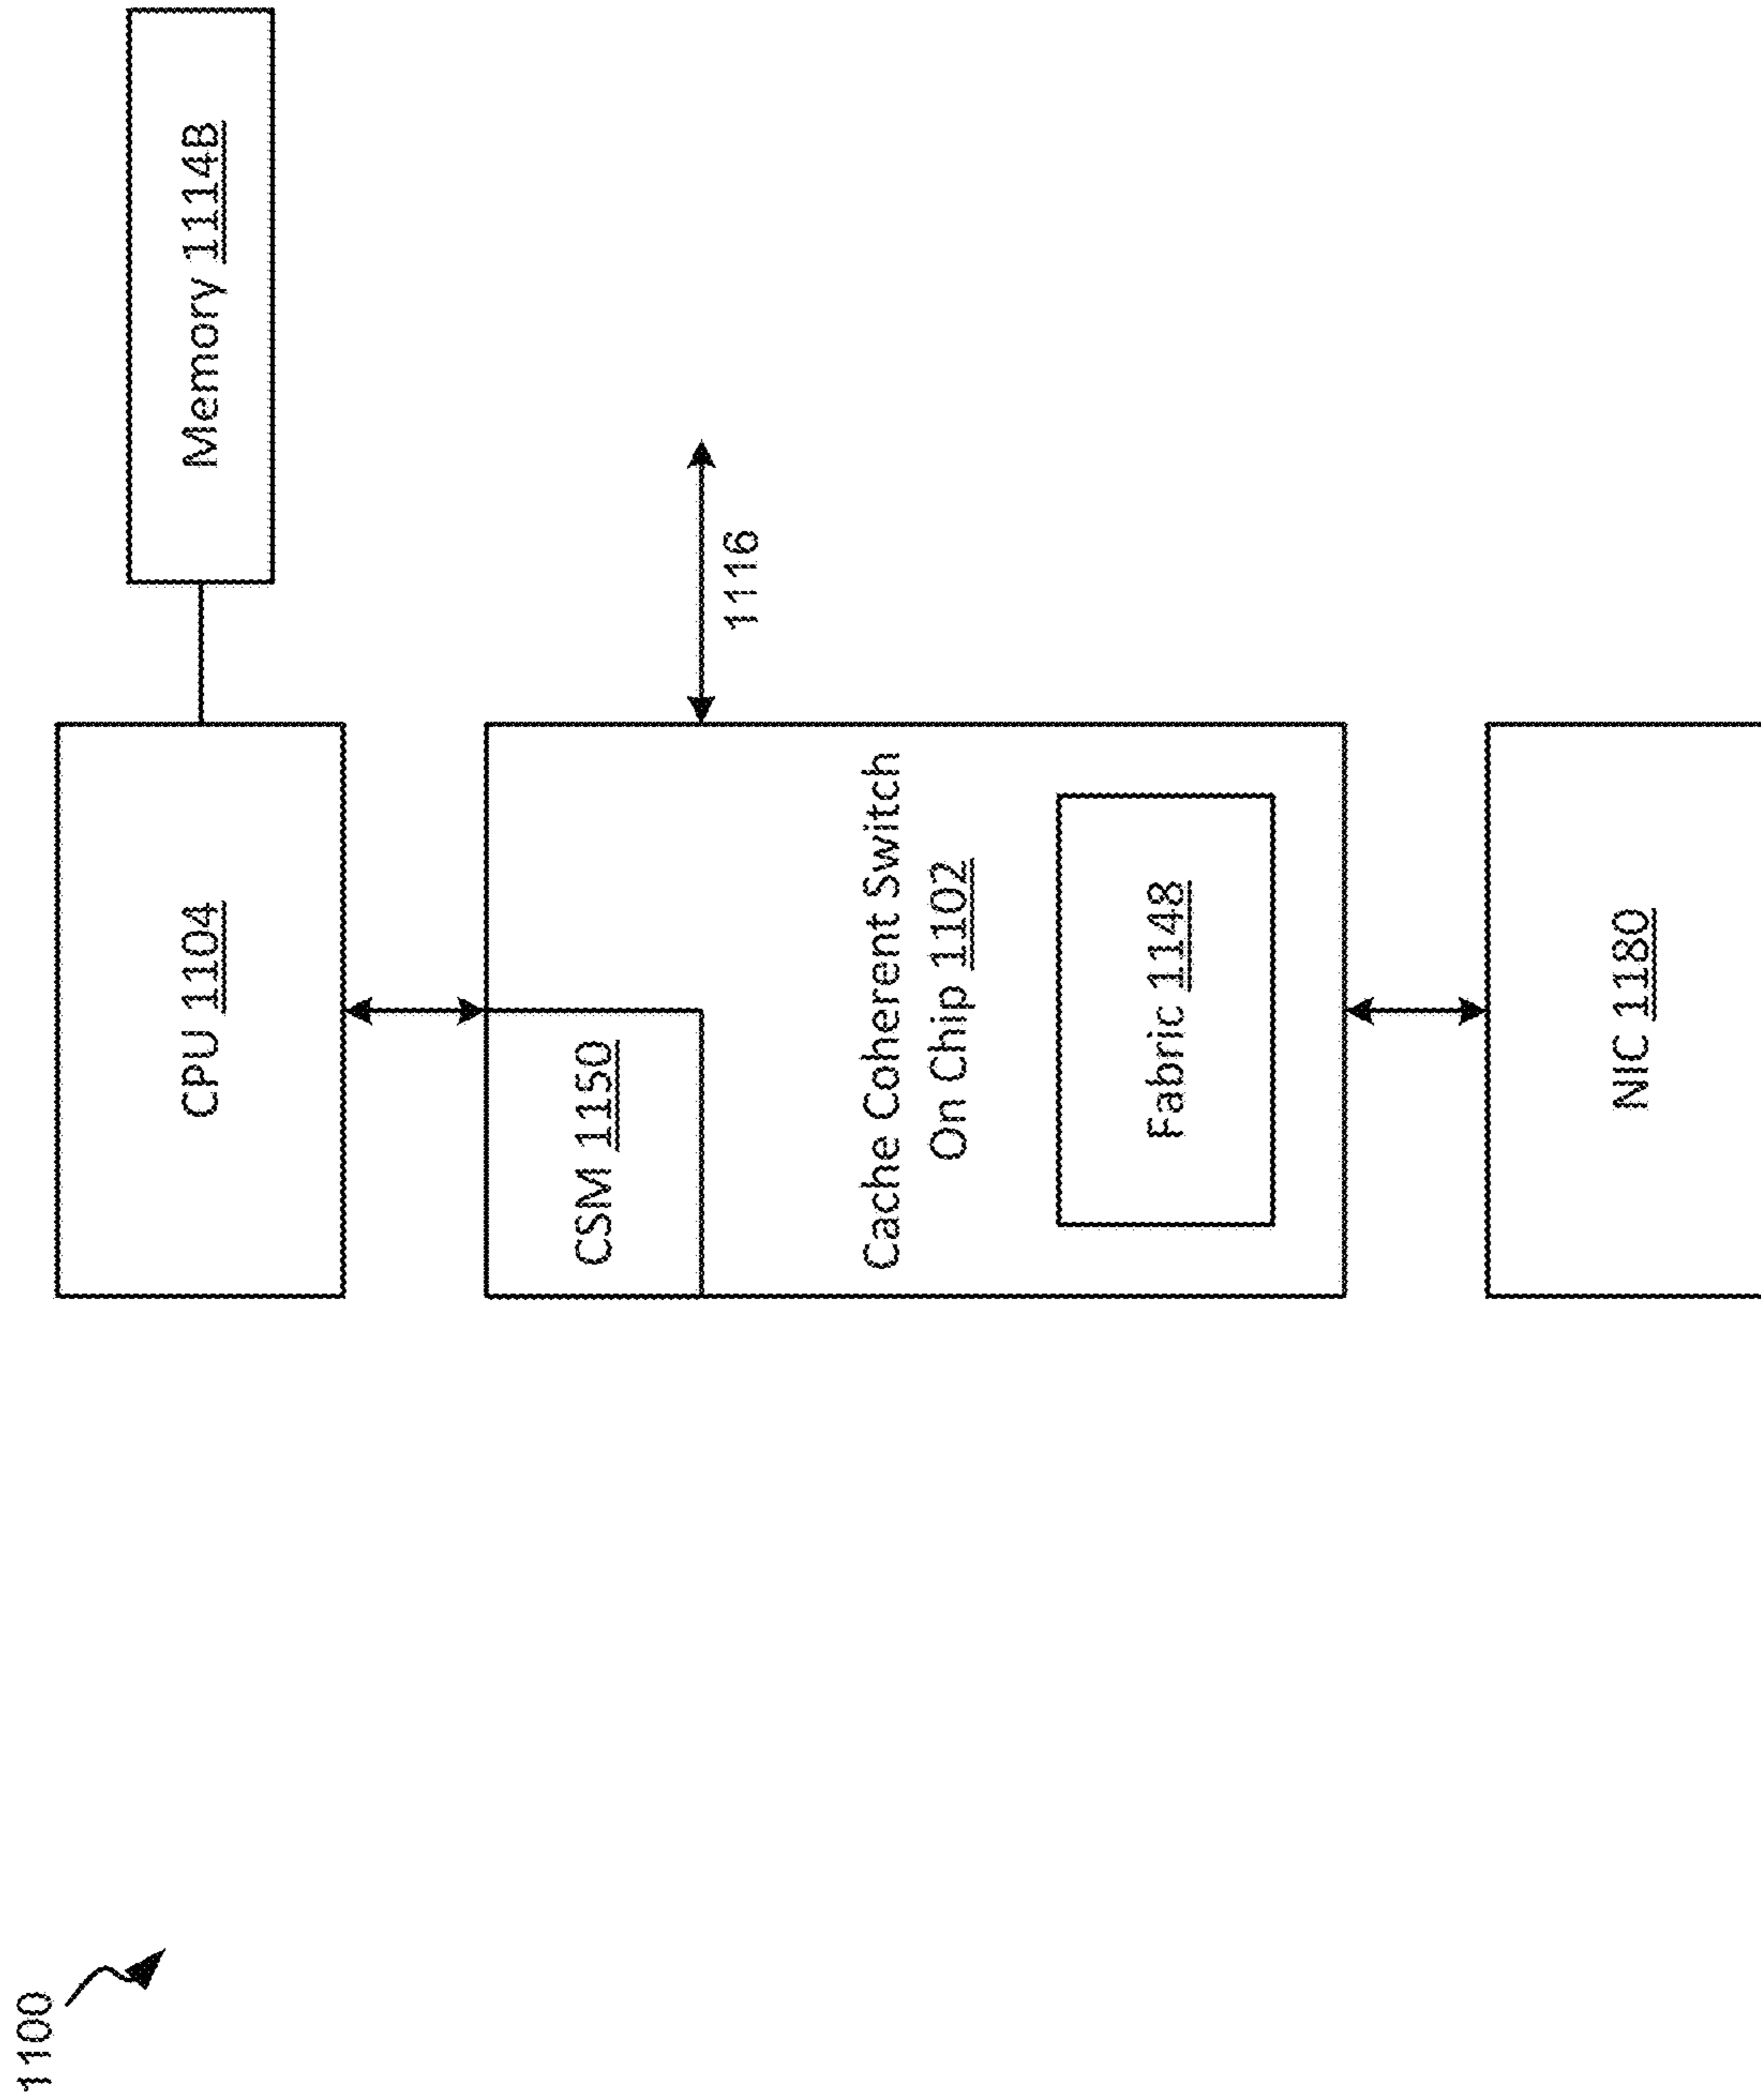 1100
CPU 1104
Memory 1114B
CSM 1150
1116
Cache Coherent Switch
On Chip 1102
Fabric 1148
NIC 1180